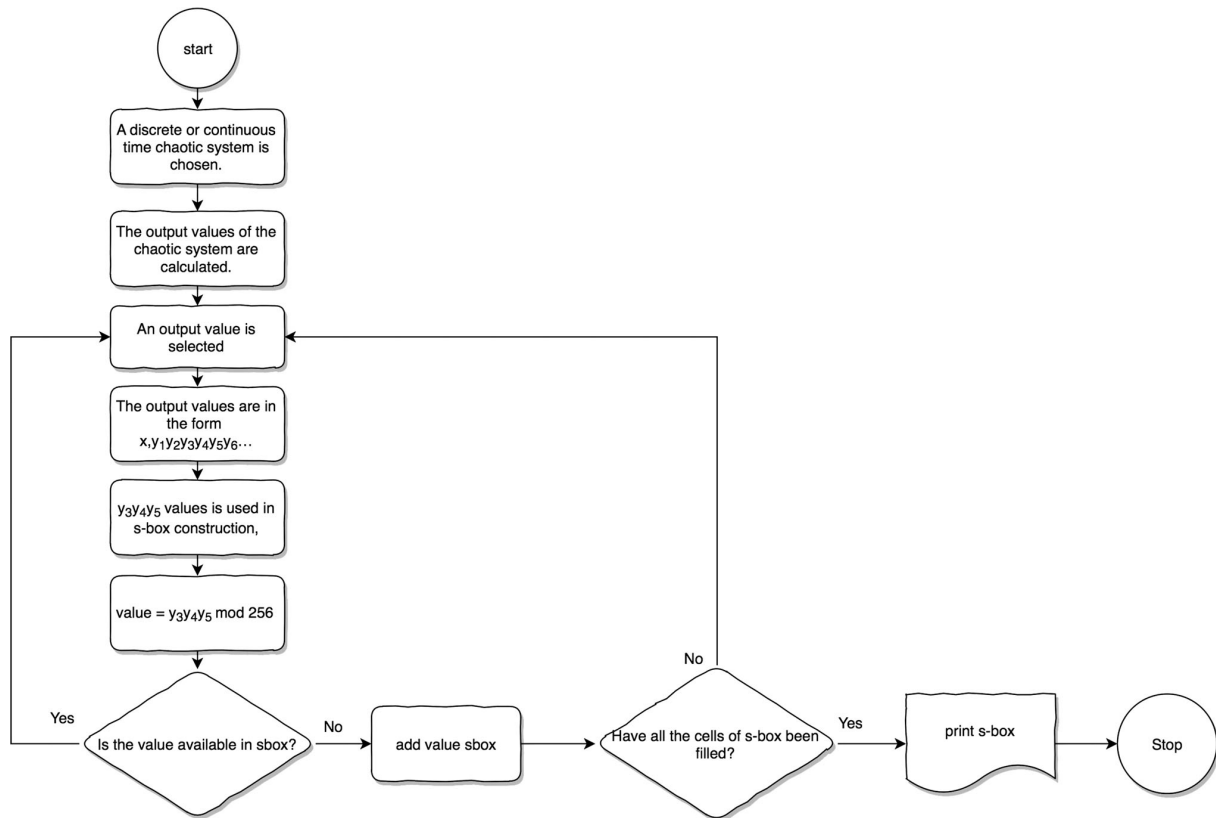 start
A discrete or continuous
time chaotic system is
chosen.
The output values of the
chaotic system are
calculated.
An output value is
selected
The output values are in
the form
x,y₁y₂y₃y₄y₅y₆...
y₃y₄y₅ values is used in
s-box construction,
value = y₃y₄y₅ mod 256
Yes
Is the value available in sbox?
No
add value sbox
No
Have all the cells of s-box been
filled?
Yes
print s-box
Stop